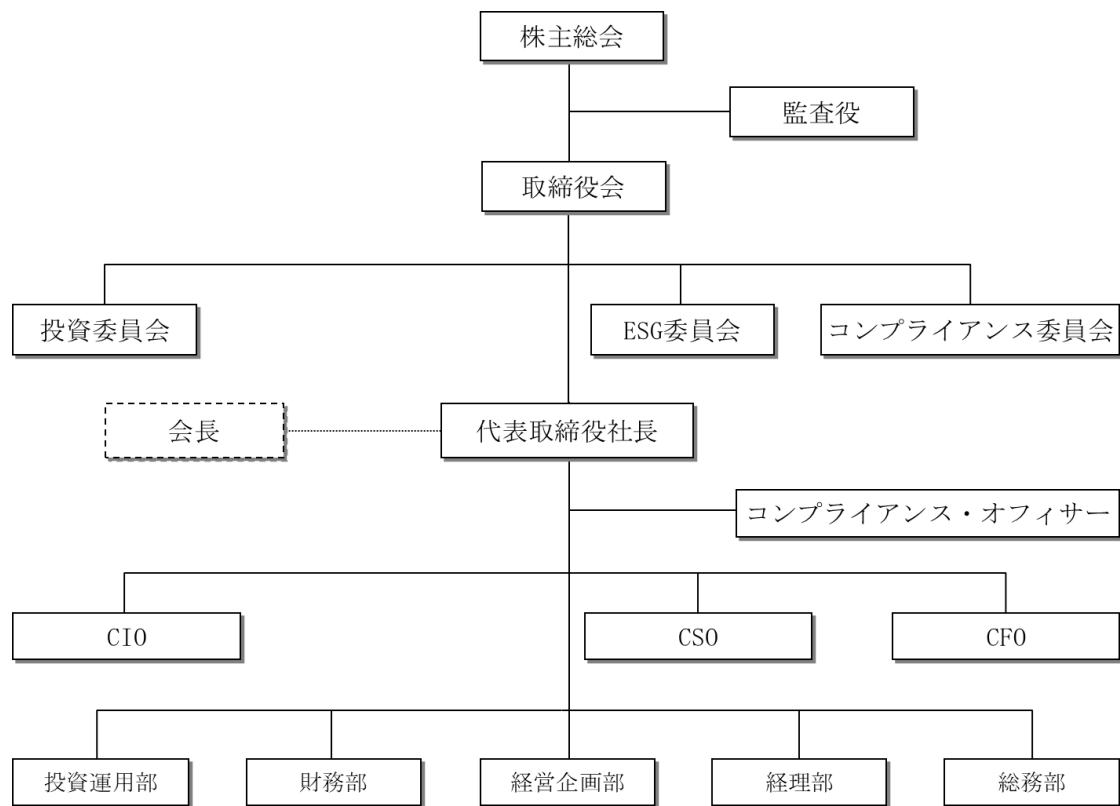 株主総会
監査役
取締役会
投資委員会
ESG委員会
コンプライアンス委員会
会長
代表取締役社長
コンプライアンス・オフィサー
CIO
CSO
CFO
投資運用部
財務部
経営企画部
経理部
総務部